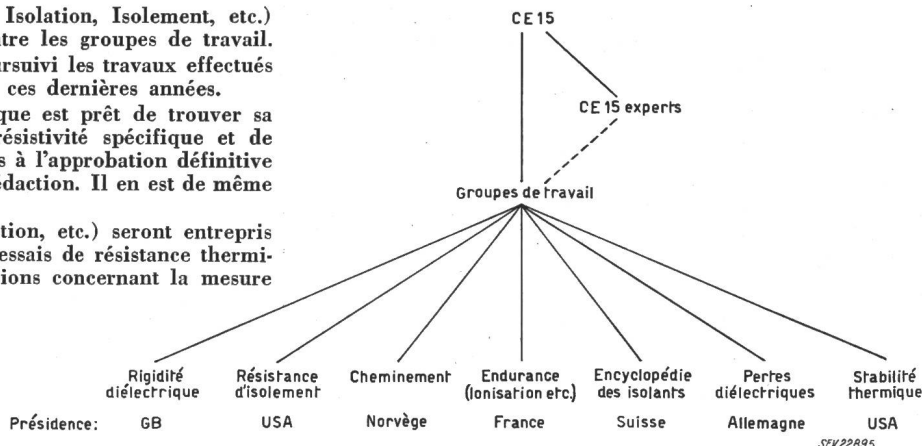 Isolation, Isolement, etc.)
tre les groupes de travail.
rsuivi les travaux effectués
ces dernières années.
que est prêt de trouver sa
résistivité spécifique et de
s à l'approbation définitive
édaction. Il en est de même
tion, etc.) seront entrepris
essais de résistance thermi-
ions concernant la mesure
CE 15
CE 15 experts
Groupes de travail
Rigidité diélectrique
Résistance d'isolement
Cheminement
Endurance (Ionisation etc.)
Encyclopédie des isolants
Pertes diélectriques
Stabilité thermique
Présidence: GB USA Norvège France Suisse Allemagne USA
SEV22895